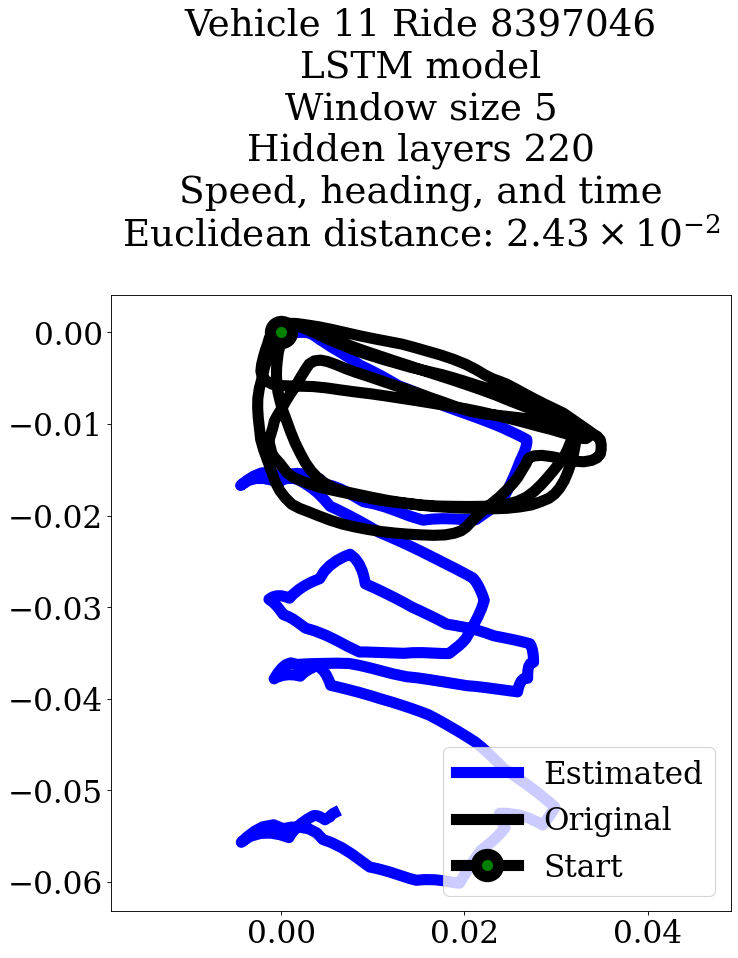 Vehicle 11 Ride 8397046
LSTM model
Window size 5
Hidden layers 220
Speed, heading, and time
Euclidean distance: 2.43 × 10⁻²
0.00
−0.01
−0.02
−0.03
−0.04
−0.05
−0.06
Estimated
Original
Start
0.00 0.02 0.04